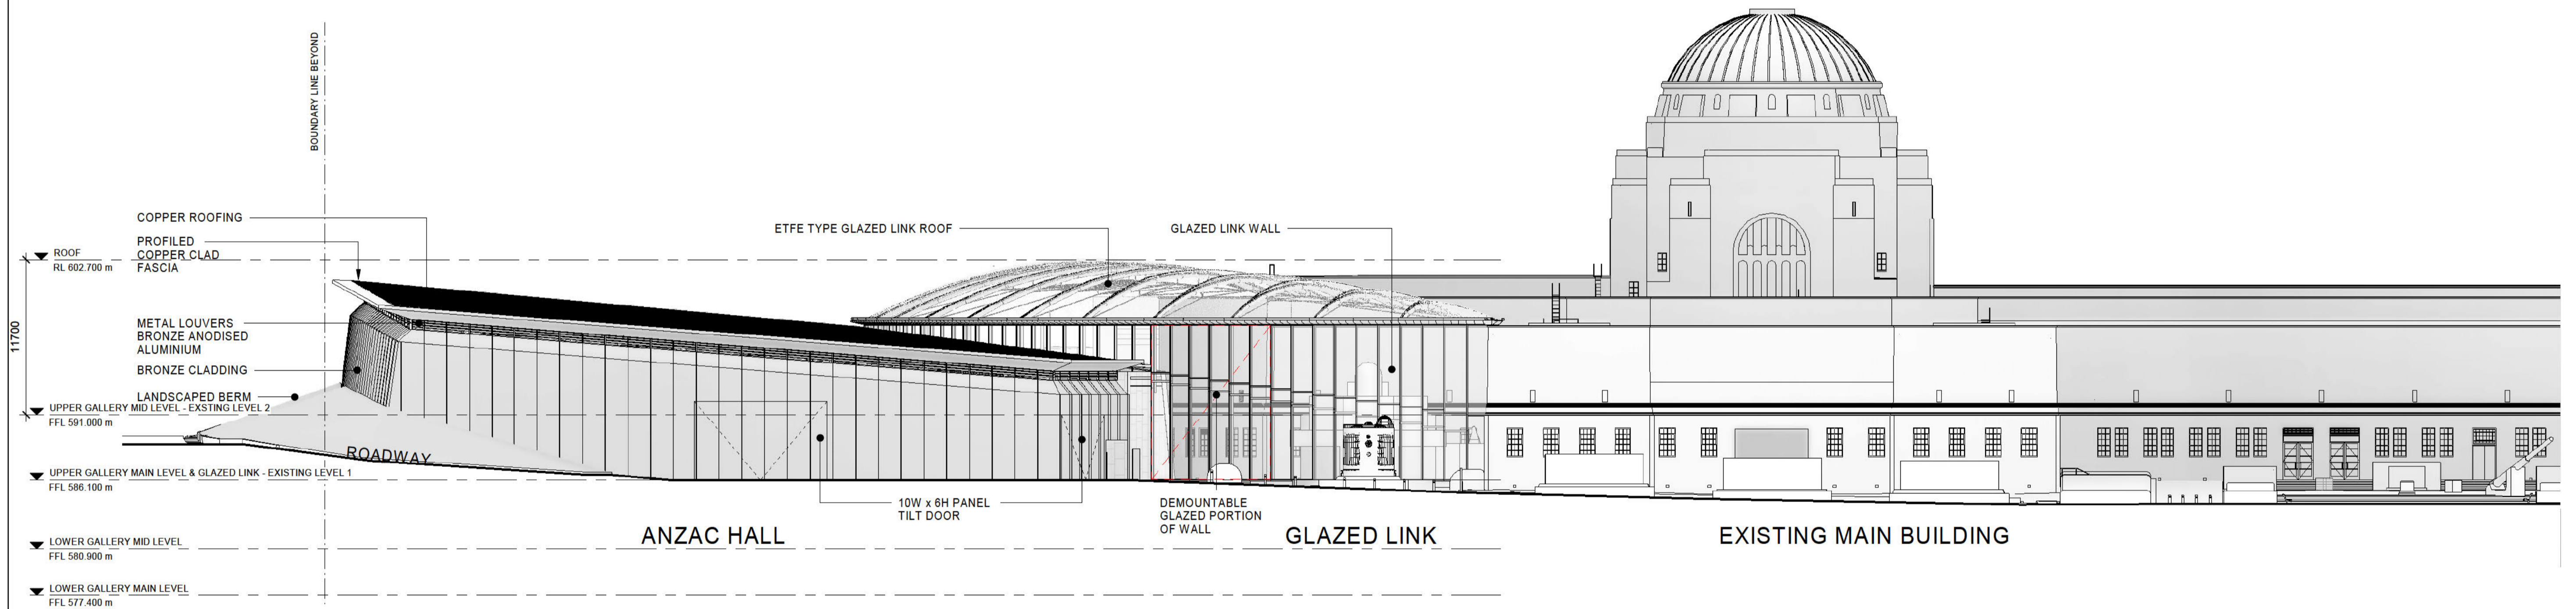 BOUNDARY LINE BEYOND
COPPER ROOFING
PROFILED
COPPER CLAD
FASCIA
ETFE TYPE GLAZED LINK ROOF
GLAZED LINK WALL
ROOF
RL 602.700 m
11700
METAL LOUVERS
BRONZE ANODISED
ALUMINIUM
BRONZE CLADDING
LANDSCAPED BERM
UPPER GALLERY MID LEVEL - EXSTING LEVEL 2
FFL 591.000 m
ROADWAY
UPPER GALLERY MAIN LEVEL & GLAZED LINK - EXISTING LEVEL 1
FFL 586.100 m
10W x 6H PANEL
TILT DOOR
DEMOUNTABLE
GLAZED PORTION
OF WALL
ANZAC HALL
GLAZED LINK
EXISTING MAIN BUILDING
LOWER GALLERY MID LEVEL
FFL 580.900 m
LOWER GALLERY MAIN LEVEL
FFL 577.400 m